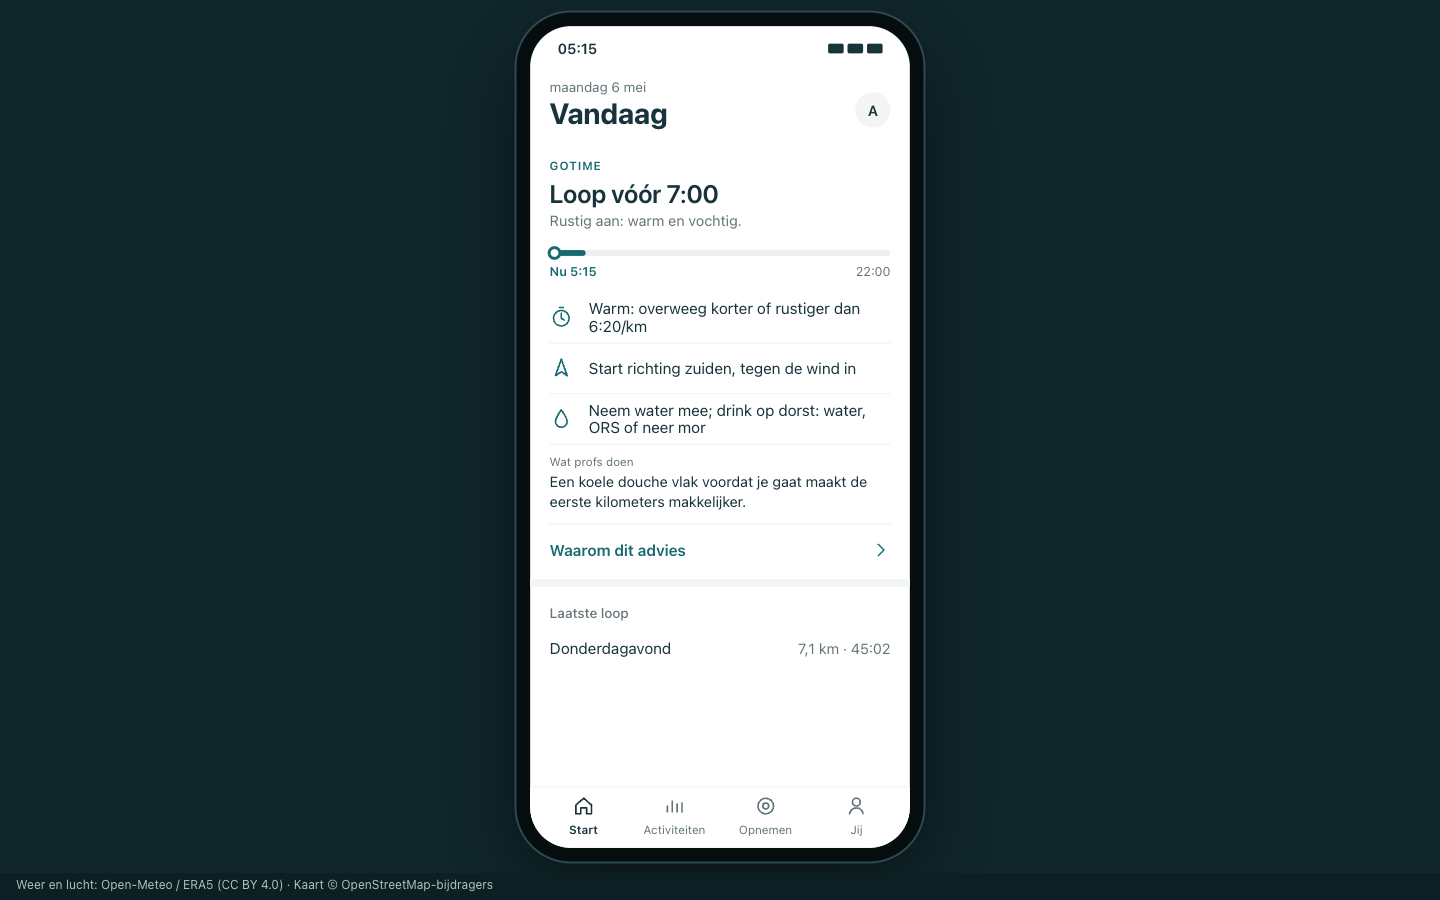 05:15
maandag 6 mei
Vandaag
A
GOTIME
Loop vóór 7:00
Rustig aan: warm en vochtig.
Nu 5:15
22:00
Warm: overweeg korter of rustiger dan
6:20/km
Start richting zuiden, tegen de wind in
Neem water mee; drink op dorst: water,
ORS of neer mor
Wat profs doen
Een koele douche vlak voordat je gaat maakt de
eerste kilometers makkelijker.
Waarom dit advies
Laatste loop
Donderdagavond
7,1 km · 45:02
Start
Activiteiten
Opnemen
Jij
Weer en lucht: Open-Meteo / ERA5 (CC BY 4.0) · Kaart © OpenStreetMap-bijdragers